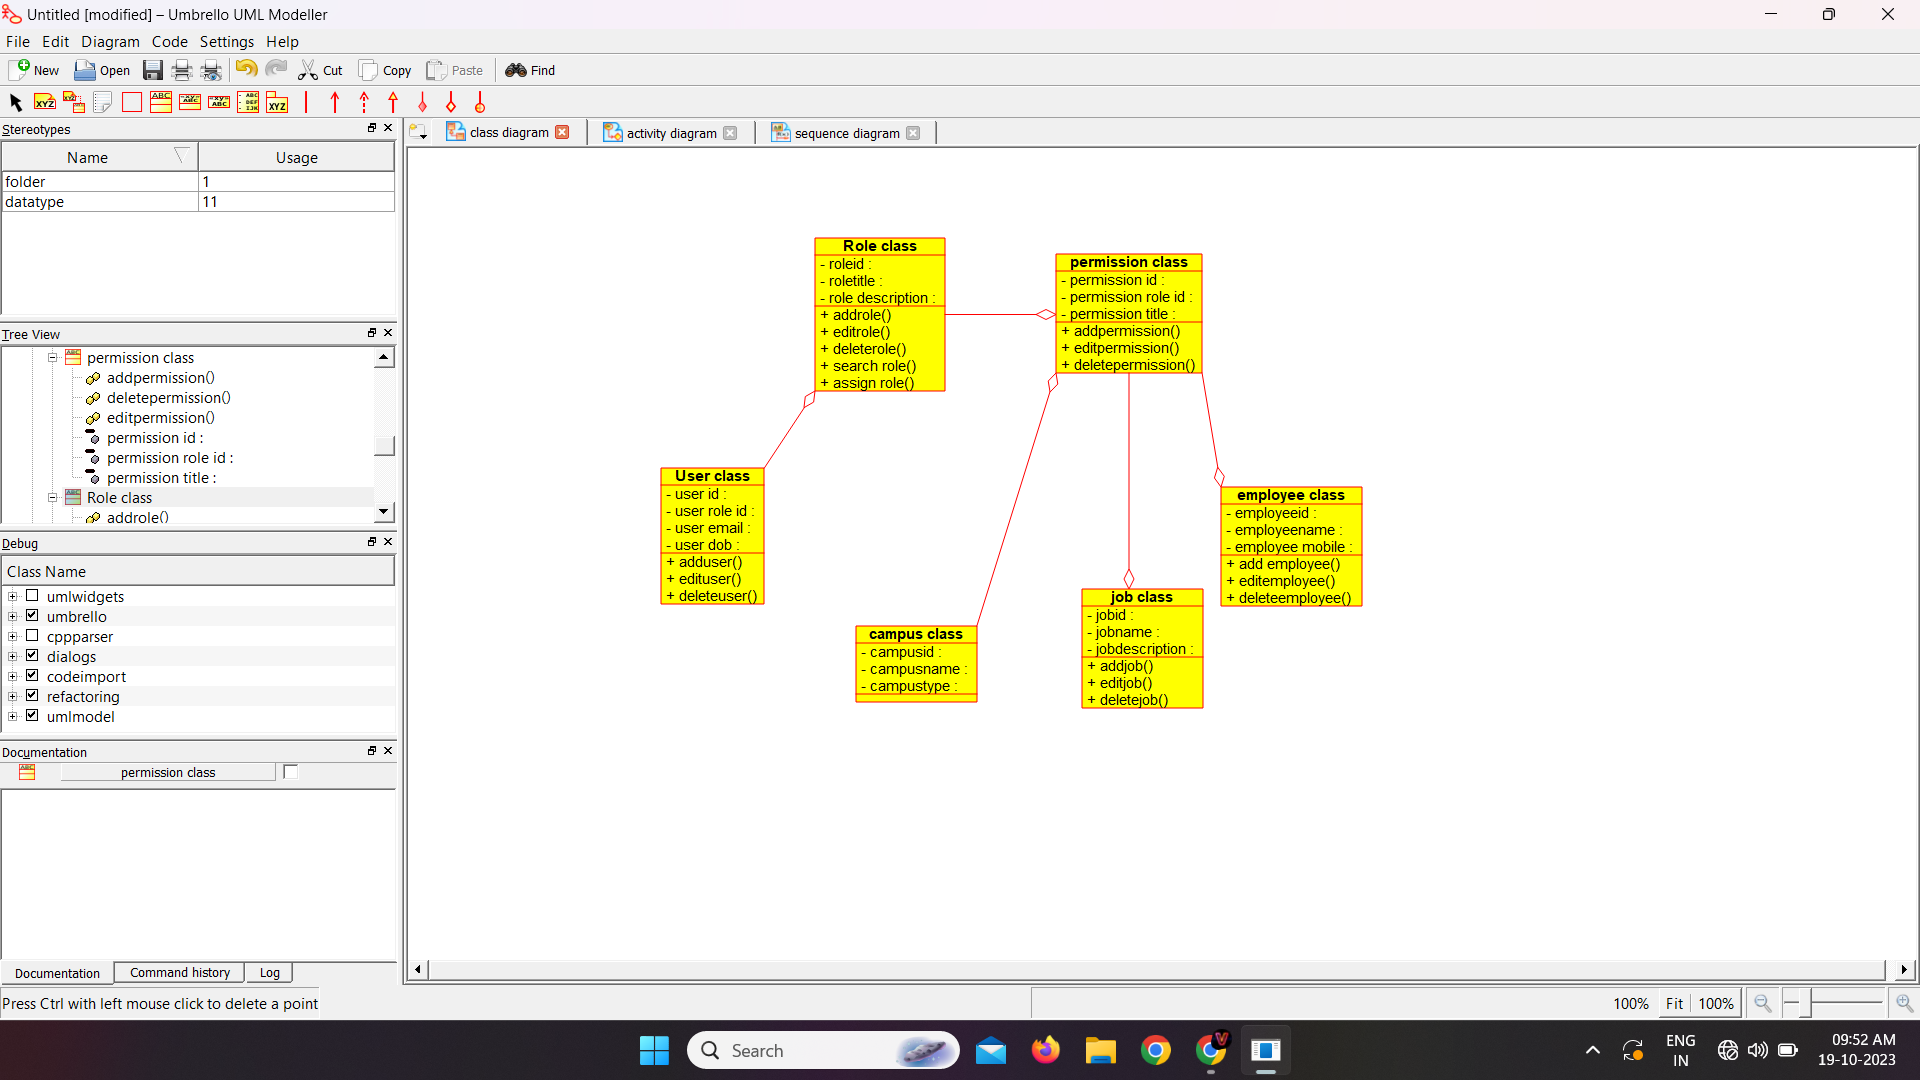 Untitled [modified] – Umbrello UML Modeller
File Edit Diagram Code Settings Help
New Open Cut Copy Paste Find
Stereotypes
Name Usage
folder 1
datatype 11
Tree View
permission class
addpermission()
deletepermission()
editpermission()
permission id :
permission role id :
permission title :
Role class
addrole()
Debug
Class Name
umlwidgets
umbrello
cppparser
dialogs
codeimport
refactoring
umlmodel
Documentation
permission class
Documentation Command history Log
Press Ctrl with left mouse click to delete a point
class diagram activity diagram sequence diagram
Role class
- roleid :
- roletitle :
- role description :
+ addrole()
+ editrole()
+ deleterole()
+ search role()
+ assign role()
permission class
- permission id :
- permission role id :
- permission title :
+ addpermission()
+ editpermission()
+ deletepermission()
User class
- user id :
- user role id :
- user email :
- user dob :
+ adduser()
+ edituser()
+ deleteuser()
employee class
- employeeid :
- employeename :
- employee mobile :
+ add employee()
+ editemployee()
+ deleteemployee()
campus class
- campusid :
- campusname :
- campustype :
job class
- jobid :
- jobname :
- jobdescription :
+ addjob()
+ editjob()
+ deletejob()
100% Fit 100%
Search
ENG
IN
09:52 AM
19-10-2023